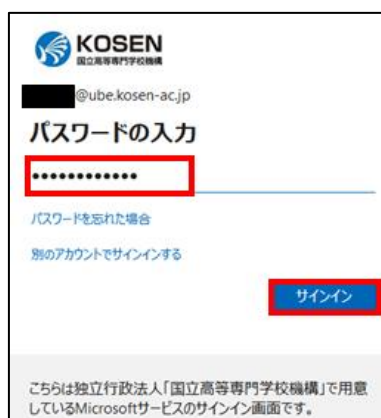 KOSEN
国立高等専門学校機構
@ube.kosen-ac.jp
パスワードの入力
••••••••••••
パスワードを忘れた場合
別のアカウントでサインインする
サインイン
こちらは独立行政法人「国立高等専門学校機構」で用意
しているMicrosoftサービスのサインイン画面です。